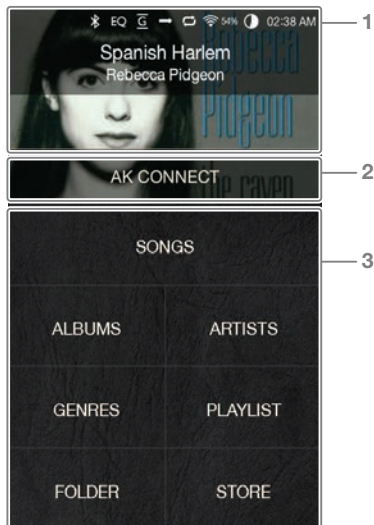 EQ G 54% 02:38 AM
Spanish Harlem
Rebecca Pidgeon
Rebecca
Pidgeon
AK CONNECT
the raven
SONGS
ALBUMS ARTISTS
GENRES PLAYLIST
FOLDER STORE
1
2
3